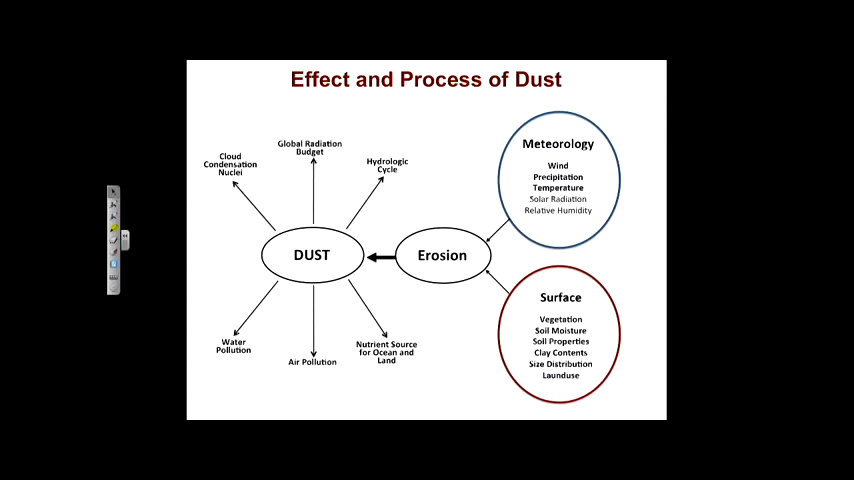 Effect and Process of Dust
Cloud
Condensation
Nuclei
Global Radiation
Budget
Hydrologic
Cycle
DUST
Erosion
Water
Pollution
Air Pollution
Nutrient Source
for Ocean and
Land
Meteorology
Wind
Precipitation
Temperature
Solar Radiation
Relative Humidity
Surface
Vegetation
Soil Moisture
Soil Properties
Clay Contents
Size Distribution
Launduse